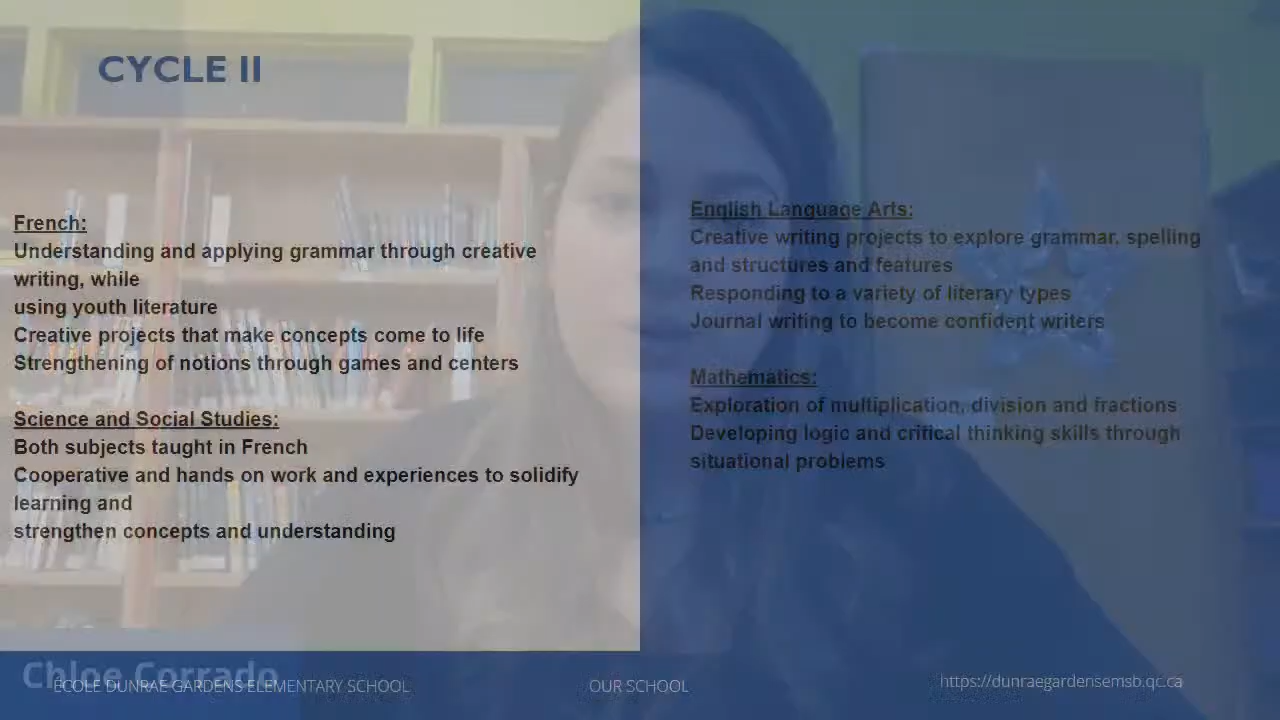 CYCLE II
French:
Understanding and applying grammar through creative
writing, while
using youth literature
Creative projects that make concepts come to life
Strengthening of notions through games and centers
Science and Social Studies:
Both subjects taught in French
Cooperative and hands on work and experiences to solidify
learning and
strengthen concepts and understanding
English Language Arts:
Creative writing projects to explore grammar, spelling
and structures and features
Responding to a variety of literary types
Journal writing to become confident writers
Mathematics:
Exploration of multiplication, division and fractions
Developing logic and critical thinking skills through
situational problems
Chloe Corrado
ÉCOLE DUNRAE GARDENS ELEMENTARY SCHOOL
OUR SCHOOL
https://dunraegardensemsb.qc.ca